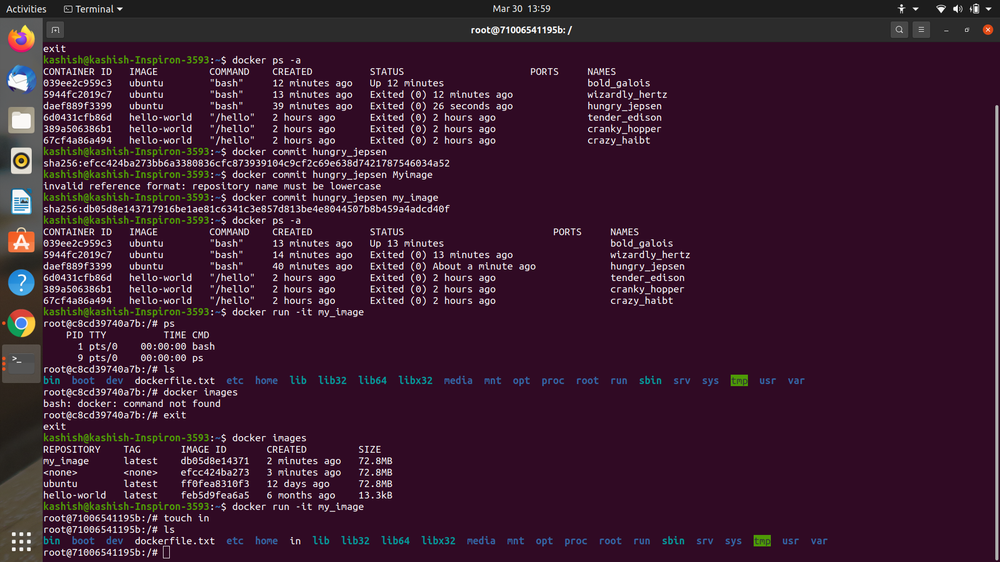 Activities Terminal Mar 30 13:59
root@71006541195b: /
exit
kashish@kashish-Inspiron-3593:~$ docker ps -a
CONTAINER ID IMAGE COMMAND CREATED STATUS PORTS NAMES
039ee2c959c3 ubuntu "bash" 12 minutes ago Up 12 minutes bold_galois
5944fc2019c7 ubuntu "bash" 13 minutes ago Exited (0) 12 minutes ago wizardly_hertz
daef889f3399 ubuntu "bash" 39 minutes ago Exited (0) 26 seconds ago hungry_jepsen
6d0431cfb86d hello-world "/hello" 2 hours ago Exited (0) 2 hours ago tender_edison
389a506386b1 hello-world "/hello" 2 hours ago Exited (0) 2 hours ago cranky_hopper
67cf4a86a494 hello-world "/hello" 2 hours ago Exited (0) 2 hours ago crazy_haibt
kashish@kashish-Inspiron-3593:~$ docker commit hungry_jepsen
sha256:efcc424ba273bb6a3380836cfc873939104c9cf2c69e638d7421787546034a52
kashish@kashish-Inspiron-3593:~$ docker commit hungry_jepsen Myimage
invalid reference format: repository name must be lowercase
kashish@kashish-Inspiron-3593:~$ docker commit hungry_jepsen my_image
sha256:db05d8e143717916be1ae81c6341c3e857d813be4e8044507b8b459a4adcd40f
kashish@kashish-Inspiron-3593:~$ docker ps -a
CONTAINER ID IMAGE COMMAND CREATED STATUS PORTS NAMES
039ee2c959c3 ubuntu "bash" 13 minutes ago Up 13 minutes bold_galois
5944fc2019c7 ubuntu "bash" 14 minutes ago Exited (0) 13 minutes ago wizardly_hertz
daef889f3399 ubuntu "bash" 40 minutes ago Exited (0) About a minute ago hungry_jepsen
6d0431cfb86d hello-world "/hello" 2 hours ago Exited (0) 2 hours ago tender_edison
389a506386b1 hello-world "/hello" 2 hours ago Exited (0) 2 hours ago cranky_hopper
67cf4a86a494 hello-world "/hello" 2 hours ago Exited (0) 2 hours ago crazy_haibt
kashish@kashish-Inspiron-3593:~$ docker run -it my_image
root@c8cd39740a7b:/# ps
PID TTY TIME CMD
1 pts/0 00:00:00 bash
9 pts/0 00:00:00 ps
root@c8cd39740a7b:/# ls
bin boot dev dockerfile.txt etc home lib lib32 lib64 libx32 media mnt opt proc root run sbin srv sys tmp usr var
root@c8cd39740a7b:/# docker images
bash: docker: command not found
root@c8cd39740a7b:/# exit
exit
kashish@kashish-Inspiron-3593:~$ docker images
REPOSITORY TAG IMAGE ID CREATED SIZE
my_image latest db05d8e14371 2 minutes ago 72.8MB
<none> <none> efcc424ba273 3 minutes ago 72.8MB
ubuntu latest ff0fea8310f3 12 days ago 72.8MB
hello-world latest feb5d9fea6a5 6 months ago 13.3kB
kashish@kashish-Inspiron-3593:~$ docker run -it my_image
root@71006541195b:/# touch in
root@71006541195b:/# ls
bin boot dev dockerfile.txt etc home in lib lib32 lib64 libx32 media mnt opt proc root run sbin srv sys tmp usr var
root@71006541195b:/#